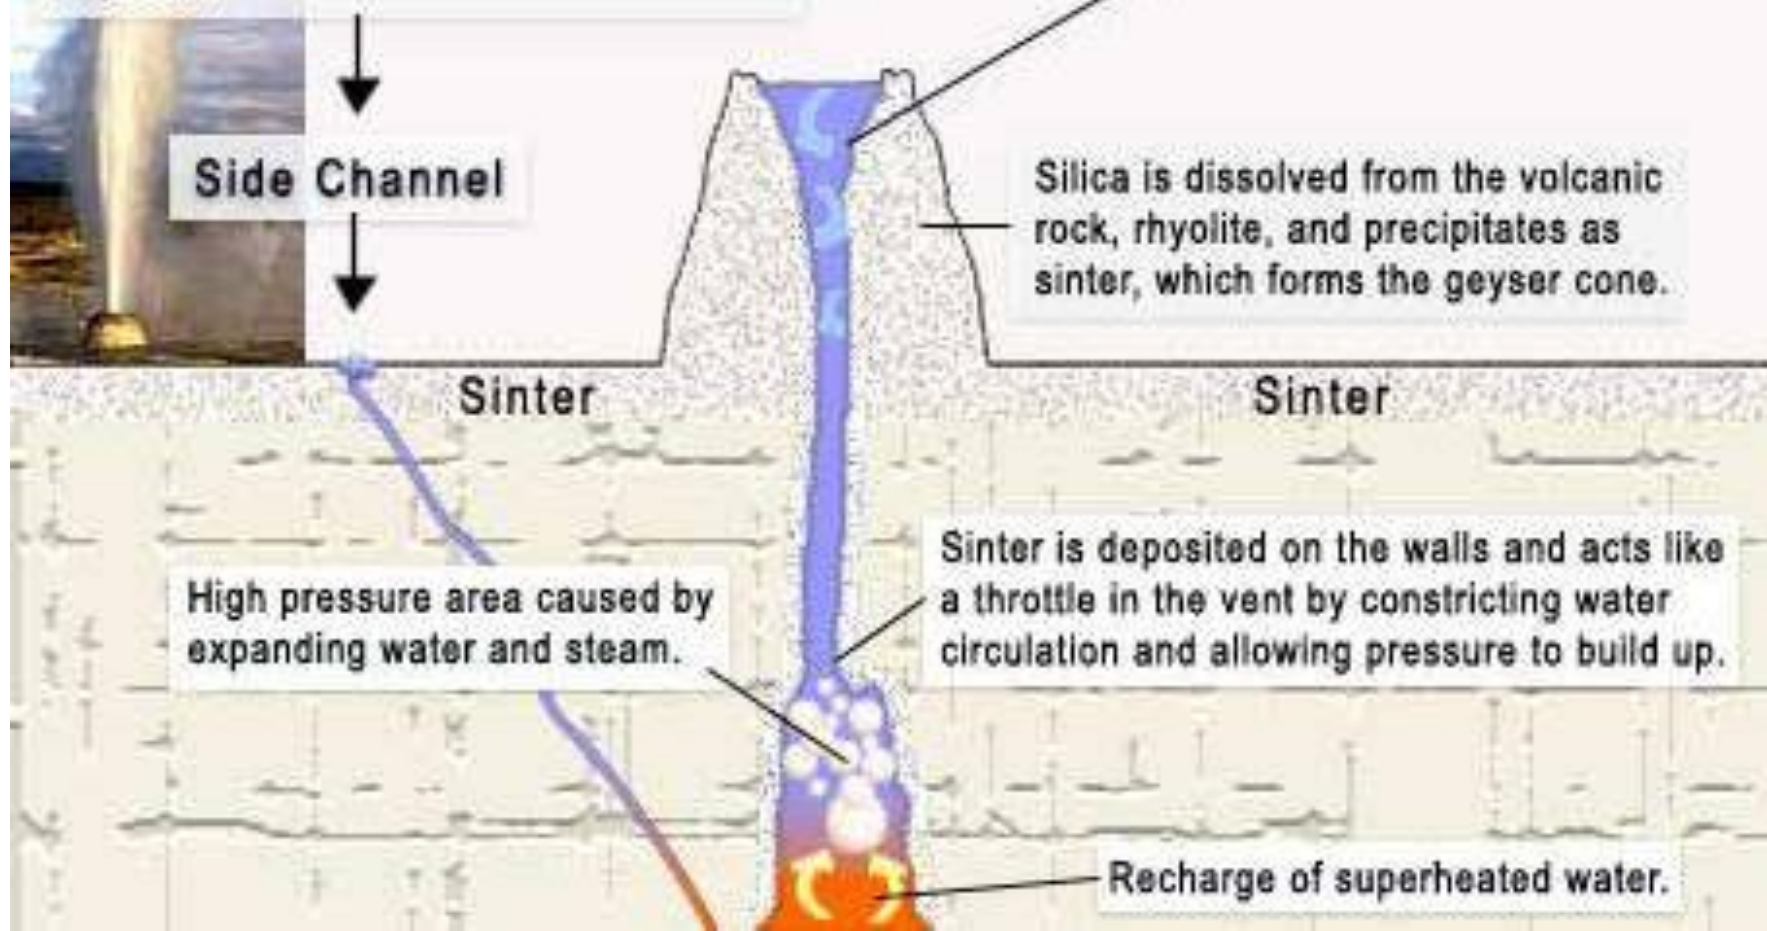 Side Channel
Silica is dissolved from the volcanic
rock, rhyolite, and precipitates as
sinter, which forms the geyser cone.
Sinter
Sinter
Sinter is deposited on the walls and acts like
a throttle in the vent by constricting water
circulation and allowing pressure to build up.
High pressure area caused by
expanding water and steam.
Recharge of superheated water.